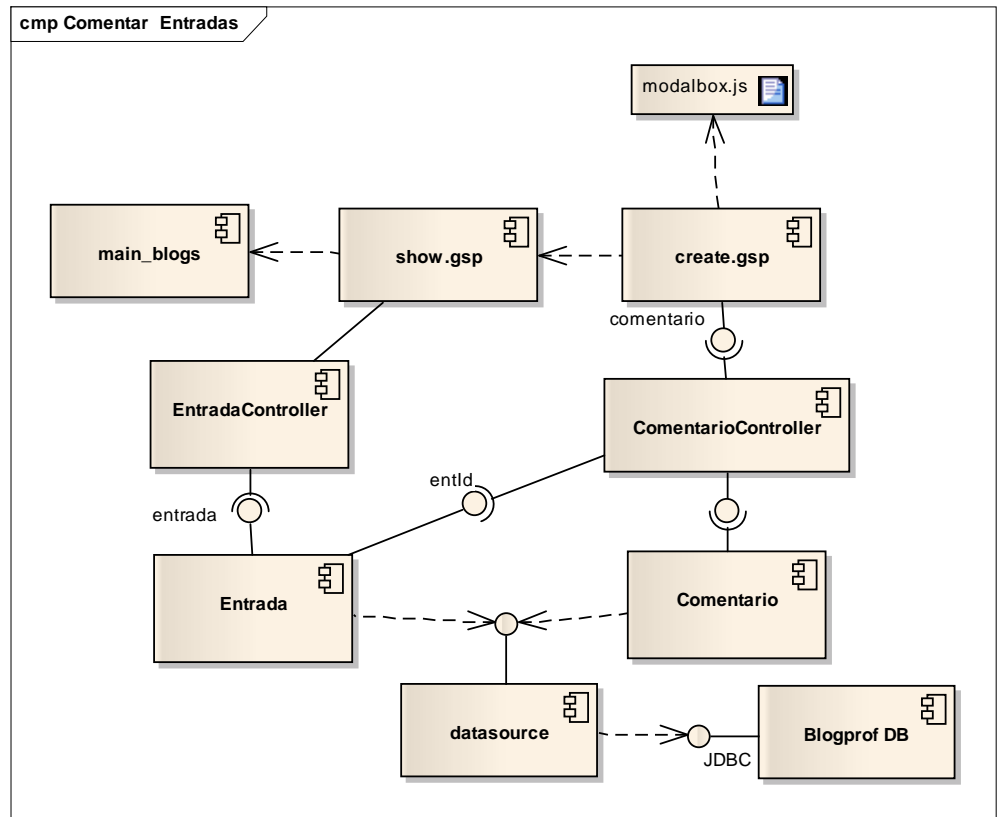 cmp Comentar Entradas
modalbox.js
main_blogs
show.gsp
create.gsp
comentario
EntradaController
ComentarioController
entId
entrada
Entrada
Comentario
datasource
Blogprof DB
JDBC